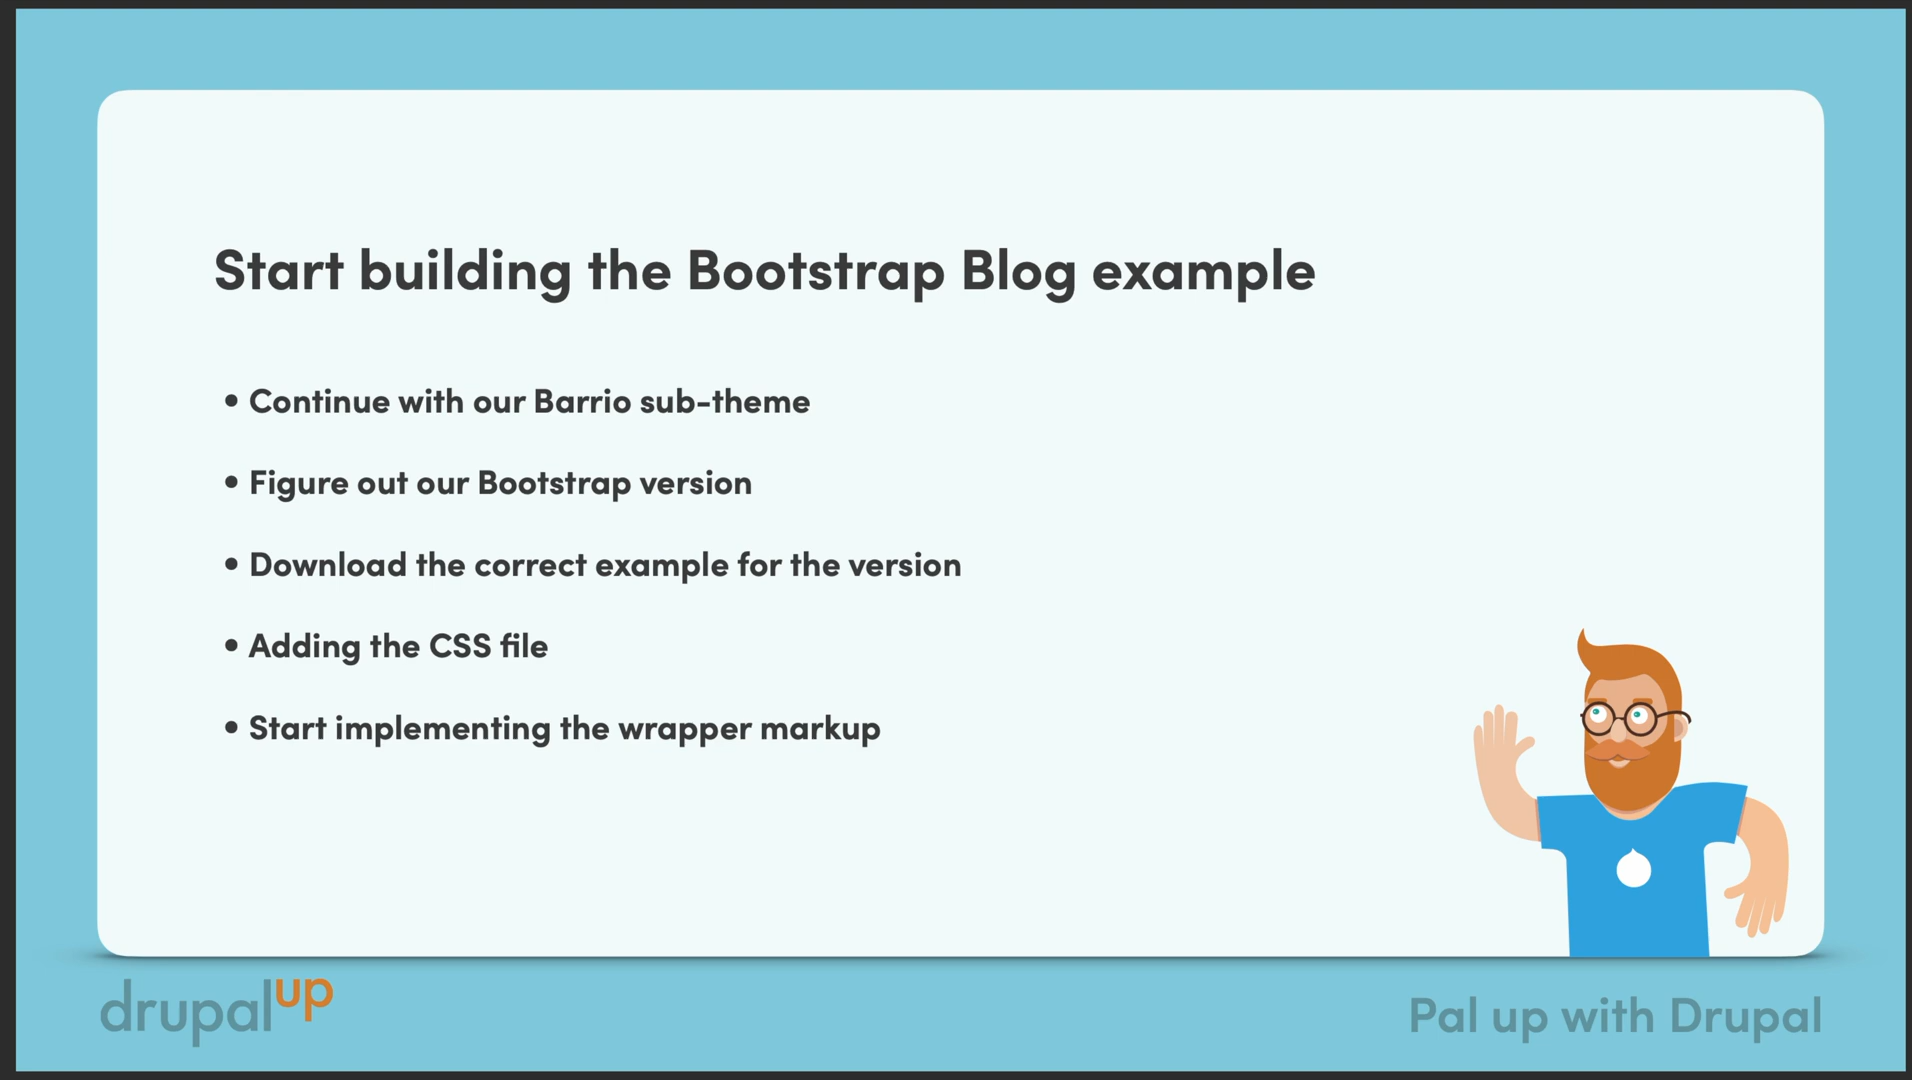 Start building the Bootstrap Blog example
• Continue with our Barrio sub-theme
• Figure out our Bootstrap version
• Download the correct example for the version
• Adding the CSS file
• Start implementing the wrapper markup
drupalup
Pal up with Drupal